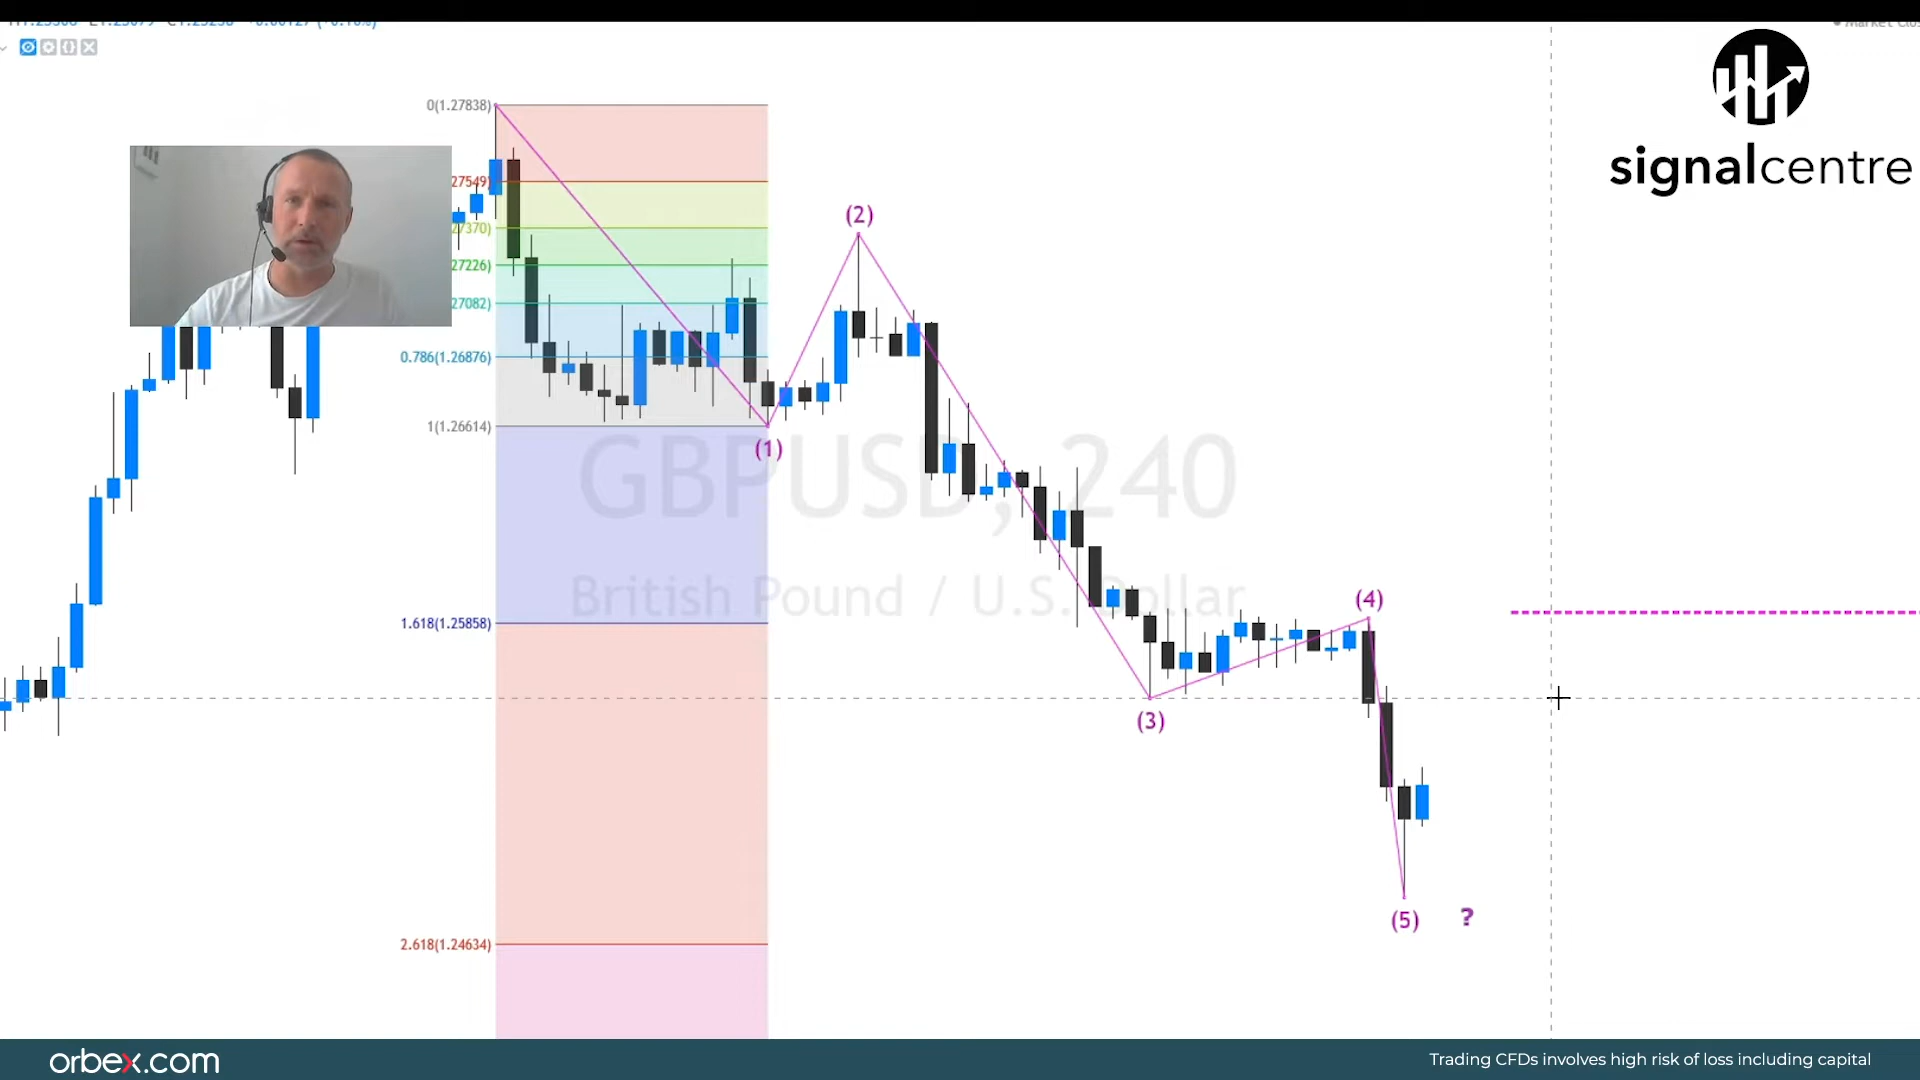 signalcentre
0(1.27838)
27549)
27370)
27226)
27082)
0.786(1.26876)
1(1.26614)
1.618(1.25858)
2.618(1.24634)
(1)
(2)
(3)
(4)
(5) ?
GBPUSD, 240
British Pound / U.S. Dollar
orbex.com
Trading CFDs involves high risk of loss including capital